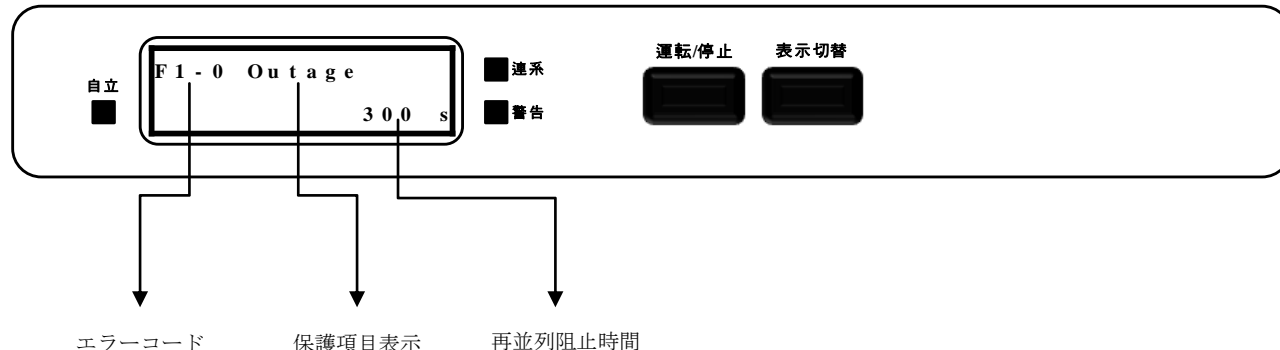 運転/停止
表示切替
F1-0 Outage
連系
自立
300 s
警告
エラーコード
保護項目表示
再並列阻止時間